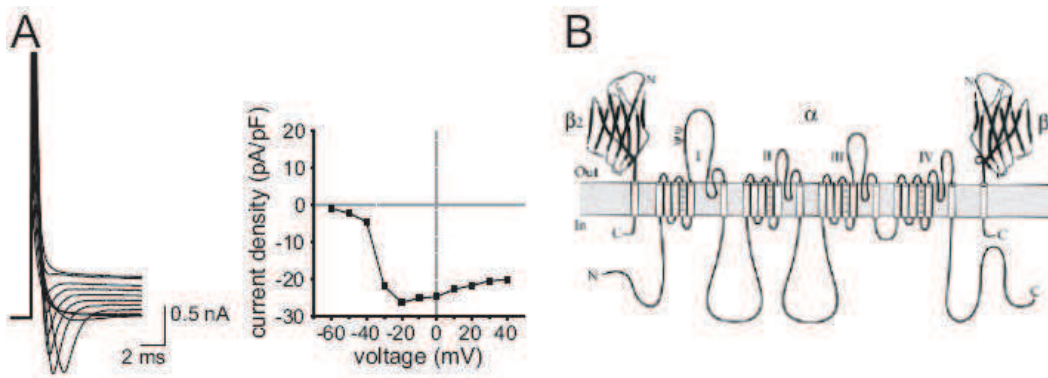 A
0.5 nA
2 ms
current density (pA/pF)
20
10
0
-10
-20
-30
-60 -40 -20 0 20 40
voltage (mV)
B
N
N
β2
α
β
I
II
III
IV
Out
In
C
C
N
C